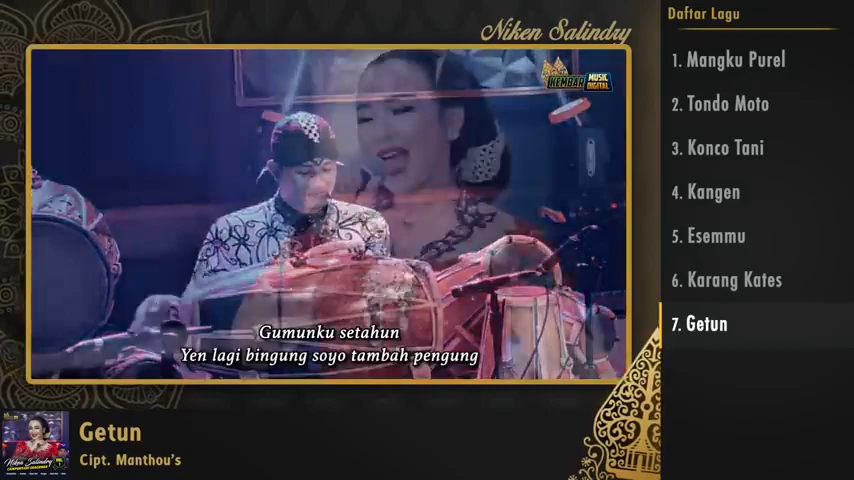 Niken Salindry
KEMBAR MUSIC DIGITAL
Gumunku setahun
Yen lagi bingung soyo tambah pengung
Daftar Lagu
1. Mangku Purel
2. Tondo Moto
3. Konco Tani
4. Kangen
5. Esemmu
6. Karang Kates
7. Getun
Niken Salindry
Getun
Cipt. Manthou's